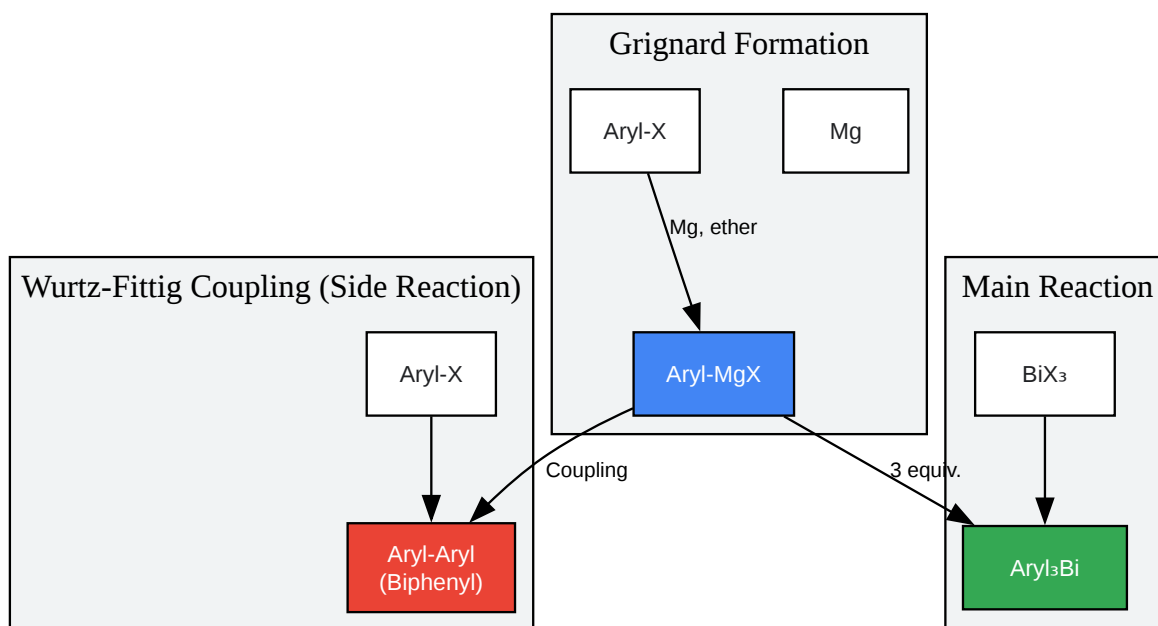 Grignard Formation
Aryl-X
Mg
Mg, ether
Wurtz-Fittig Coupling (Side Reaction)
Main Reaction
Aryl-X
Aryl-MgX
BiX₃
Coupling
3 equiv.
Aryl-Aryl
(Biphenyl)
Aryl₃Bi